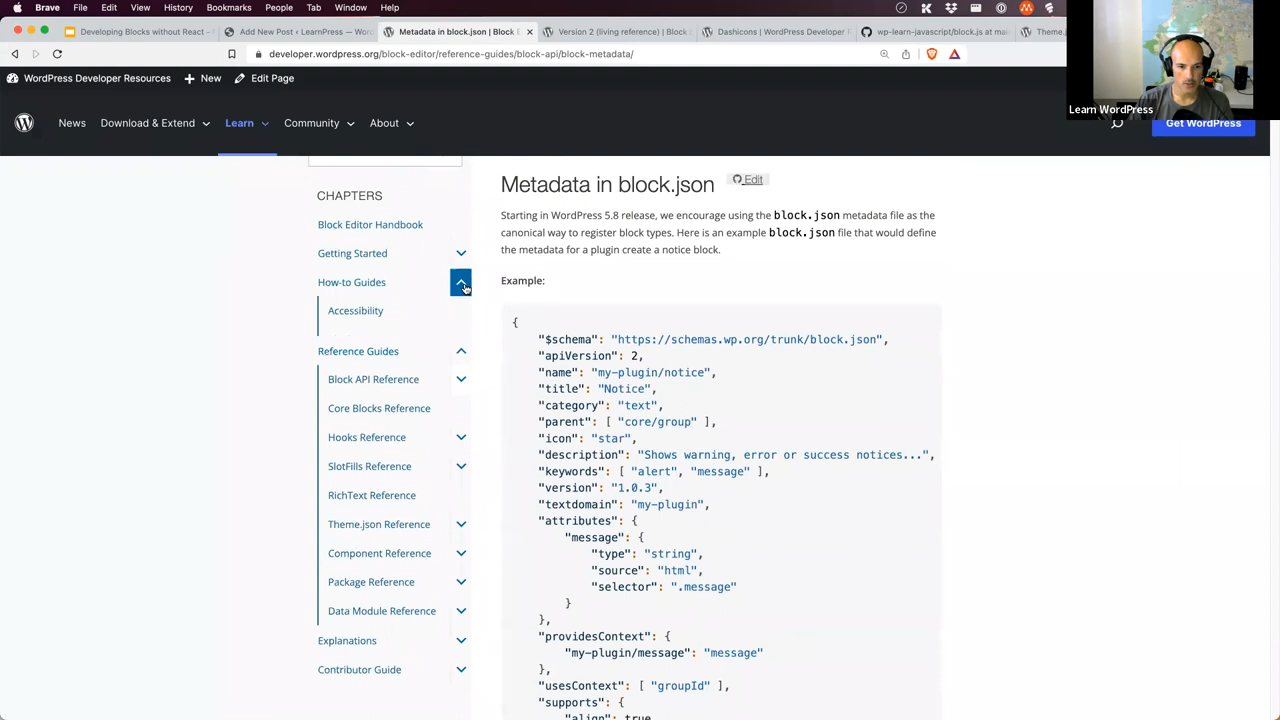 Brave File Edit View History Bookmarks People Tab Window Help
Developing Blocks without React -
Add New Post ‹ LearnPress — Wor
Metadata in block.json | Block E
Version 2 (living reference) | Block
Dashicons | WordPress Developer
wp-learn-javascript/block.js at ma
Theme.j
developer.wordpress.org/block-editor/reference-guides/block-api/block-metadata/
WordPress Developer Resources
New
Edit Page
Learn WordPress
News
Download & Extend
Learn
Community
About
Get WordPress
CHAPTERS
Block Editor Handbook
Getting Started
How-to Guides
Accessibility
Reference Guides
Block API Reference
Core Blocks Reference
Hooks Reference
SlotFills Reference
RichText Reference
Theme.json Reference
Component Reference
Package Reference
Data Module Reference
Explanations
Contributor Guide
Metadata in block.json
Edit
Starting in WordPress 5.8 release, we encourage using the block.json metadata file as the
canonical way to register block types. Here is an example block.json file that would define
the metadata for a plugin create a notice block.
Example:
{
"$schema": "https://schemas.wp.org/trunk/block.json",
"apiVersion": 2,
"name": "my-plugin/notice",
"title": "Notice",
"category": "text",
"parent": [ "core/group" ],
"icon": "star",
"description": "Shows warning, error or success notices...",
"keywords": [ "alert", "message" ],
"version": "1.0.3",
"textdomain": "my-plugin",
"attributes": {
"message": {
"type": "string",
"source": "html",
"selector": ".message"
}
},
"providesContext": {
"my-plugin/message": "message"
},
"usesContext": [ "groupId" ],
"supports": {
"align": true